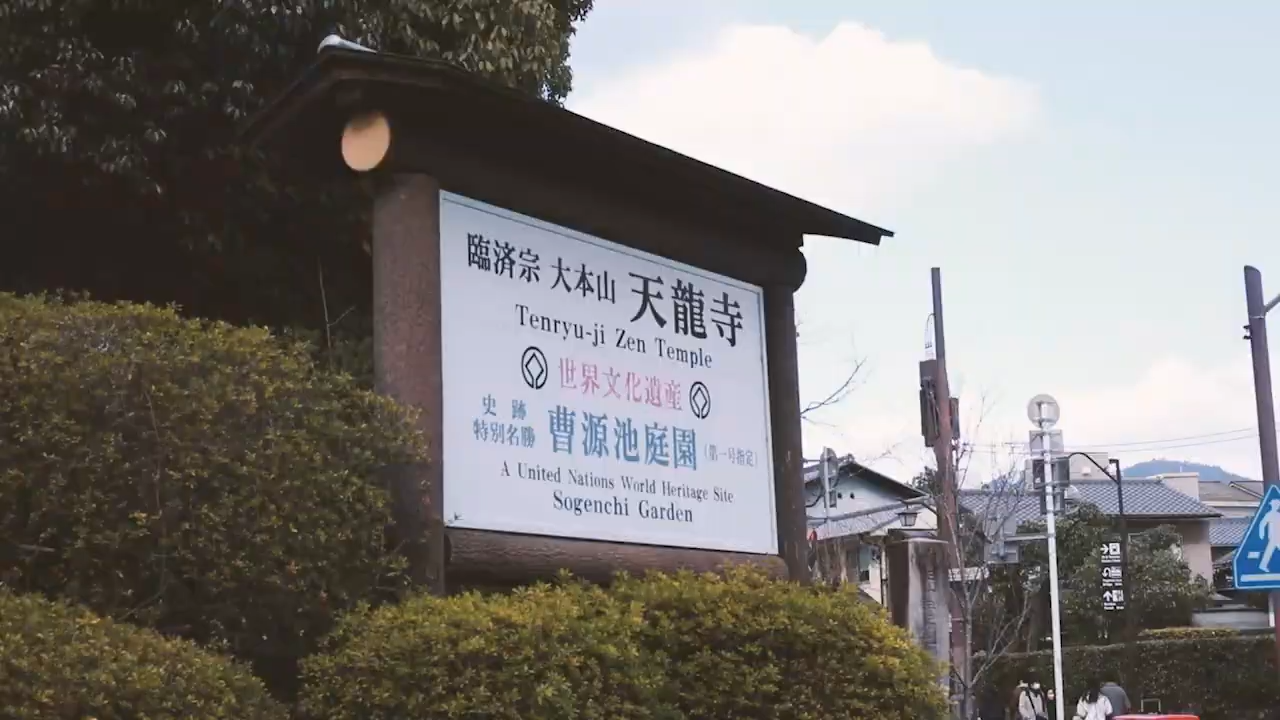 臨済宗 大本山 天龍寺
Tenryu-ji Zen Temple
世界文化遺産
史跡
特別名勝 曹源池庭園 (第一号指定)
A United Nations World Heritage Site
Sogenchi Garden